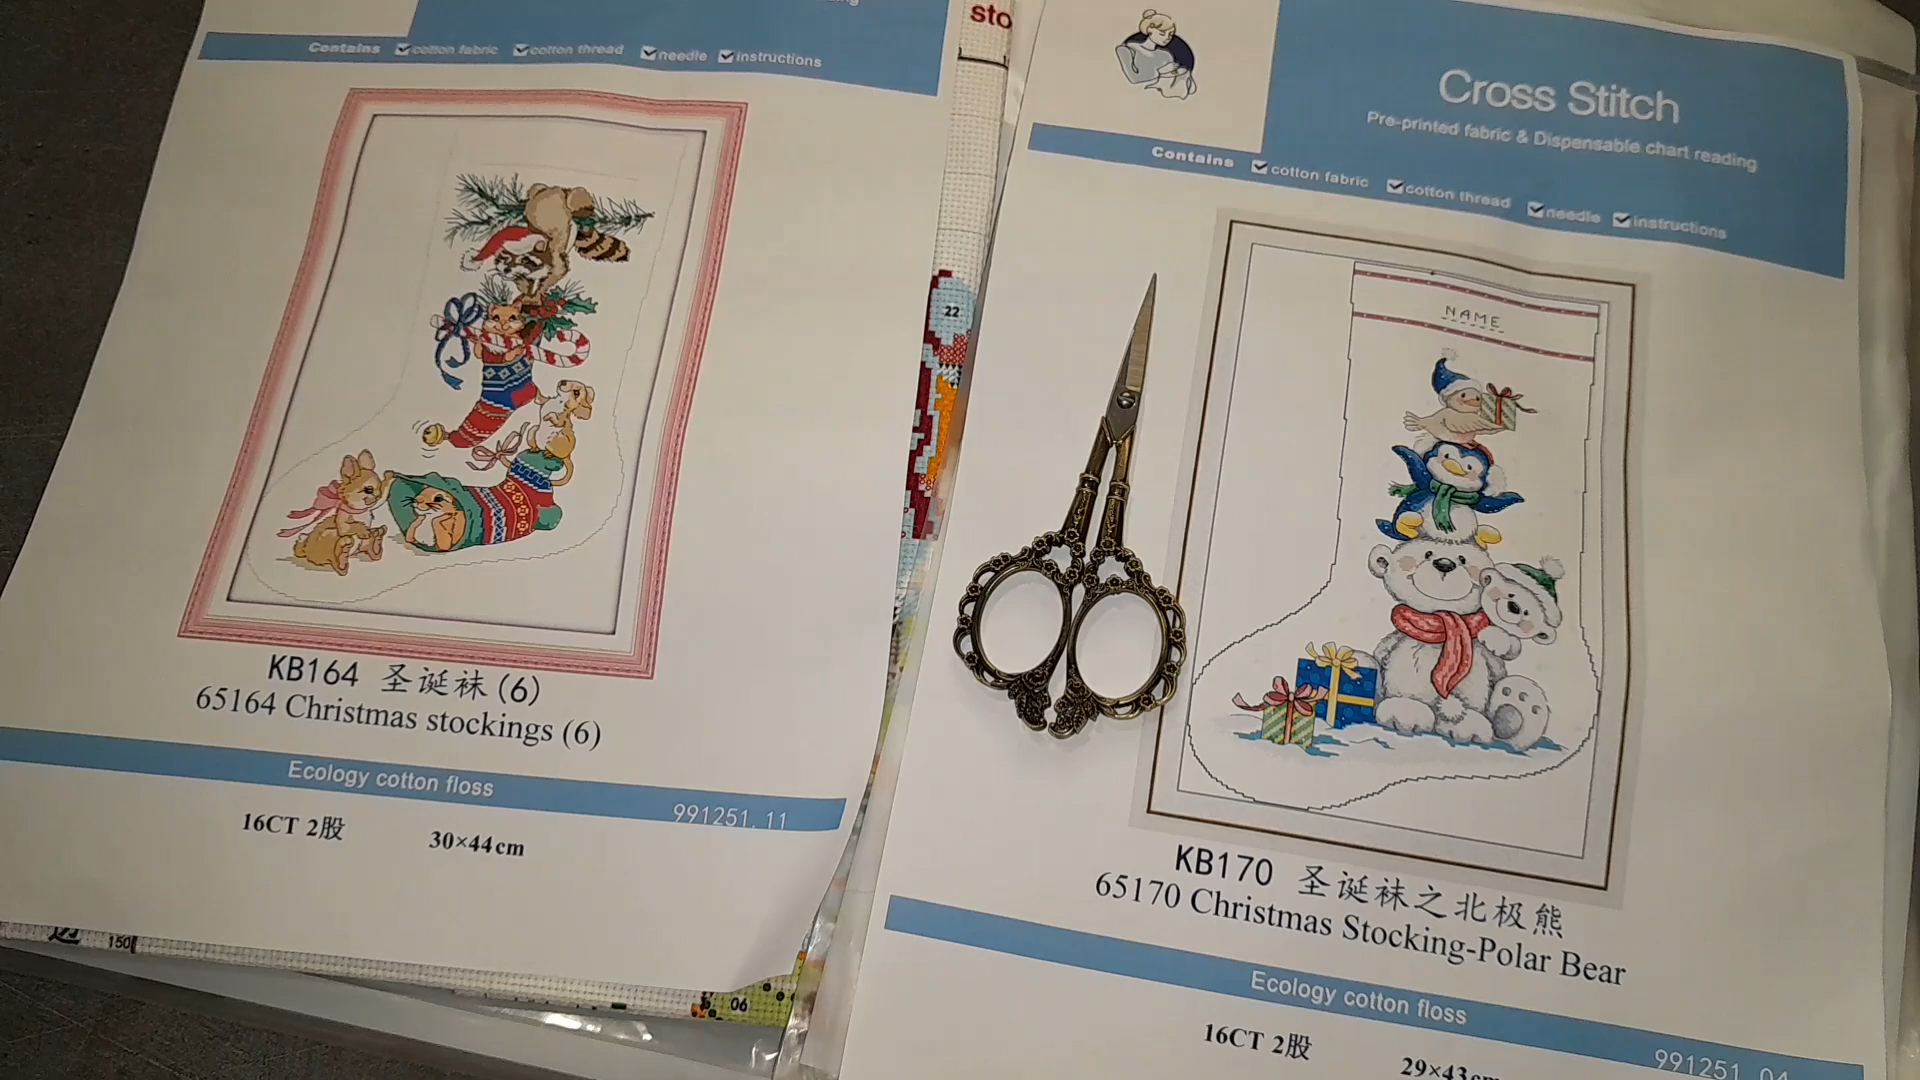 Contains cotton fabric cotton thread needle instructions
KB164 圣诞袜(6)
65164 Christmas stockings (6)
Ecology cotton floss
991251.11
16CT 2股 30×44cm
150
06
sto
22
Cross Stitch
Pre-printed fabric & Dispensable chart reading
Contains cotton fabric cotton thread needle instructions
NAME
KB170 圣诞袜之北极熊
65170 Christmas Stocking-Polar Bear
Ecology cotton floss
991251.04
16CT 2股 29×43cm